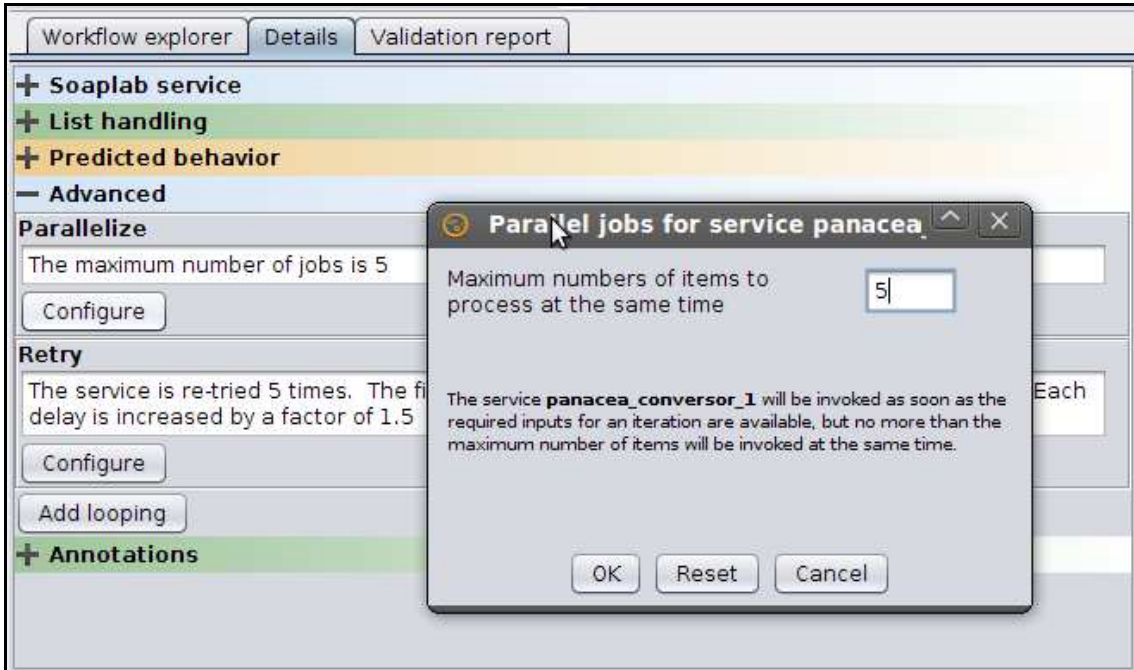 Workflow explorer Details Validation report
Soaplab service
List handling
Predicted behavior
Advanced
Parallelize
The maximum number of jobs is 5
Configure
Retry
The service is re-tried 5 times. The Each
delay is increased by a factor of 1.5
Configure
Add looping
Annotations
Parallel jobs for service
Maximum numbers of items to
process at the same time
5
The service panacea_conversor_1 will be invoked as soon as the
required inputs for an iteration are available, but no more than the
maximum number of items will be invoked at the same time.
OK Reset Cancel